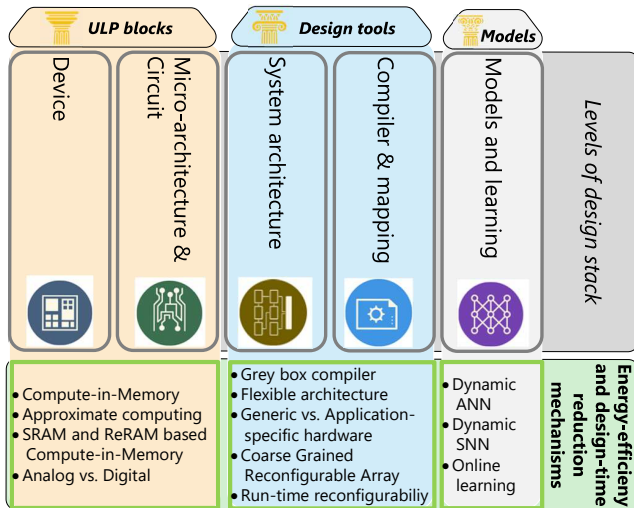 ULP blocks
Design tools
Models
Device
Micro-architecture &
Circuit
System architecture
Compiler & mapping
Models and learning
Levels of design stack
• Compute-in-Memory
• Approximate computing
• SRAM and ReRAM based
Compute-in-Memory
• Analog vs. Digital
• Grey box compiler
• Flexible architecture
• Generic vs. Application-
specific hardware
• Coarse Grained
Reconfigurable Array
• Run-time reconfigurabiliy
• Dynamic
ANN
• Dynamic
SNN
• Online
learning
Energy-efficieny
and design-time
reduction
mechanisms